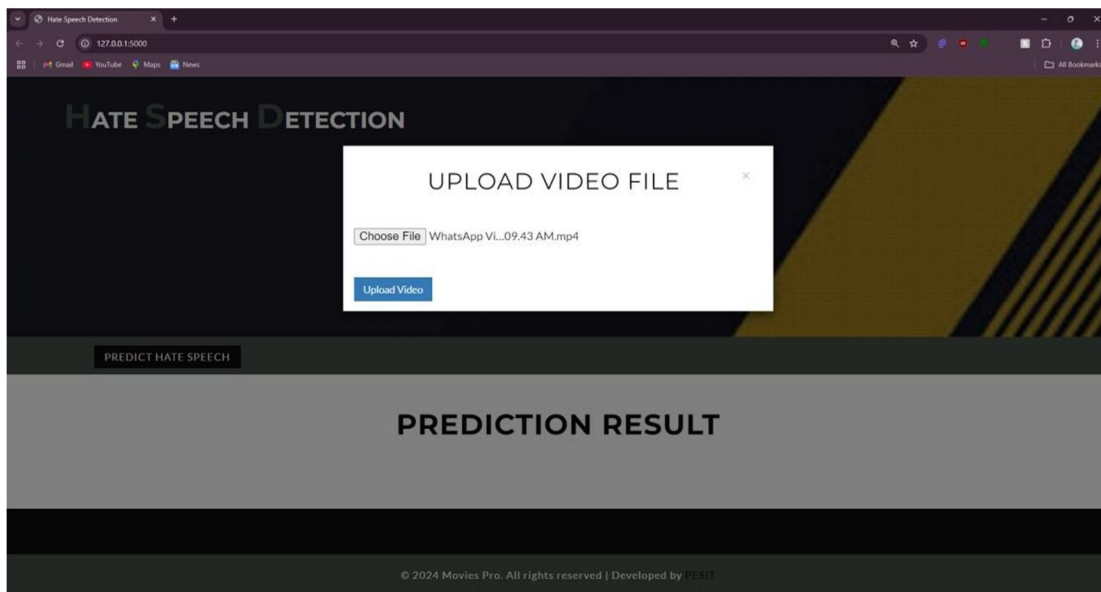 Hate Speech Detection
127.0.0.1:5000
Gmail YouTube Maps News All Bookmarks
HATE SPEECH DETECTION
UPLOAD VIDEO FILE
Choose File WhatsApp Vi...09.43 AM.mp4
Upload Video
PREDICT HATE SPEECH
PREDICTION RESULT
© 2024 Movies Pro. All rights reserved | Developed by PESIT